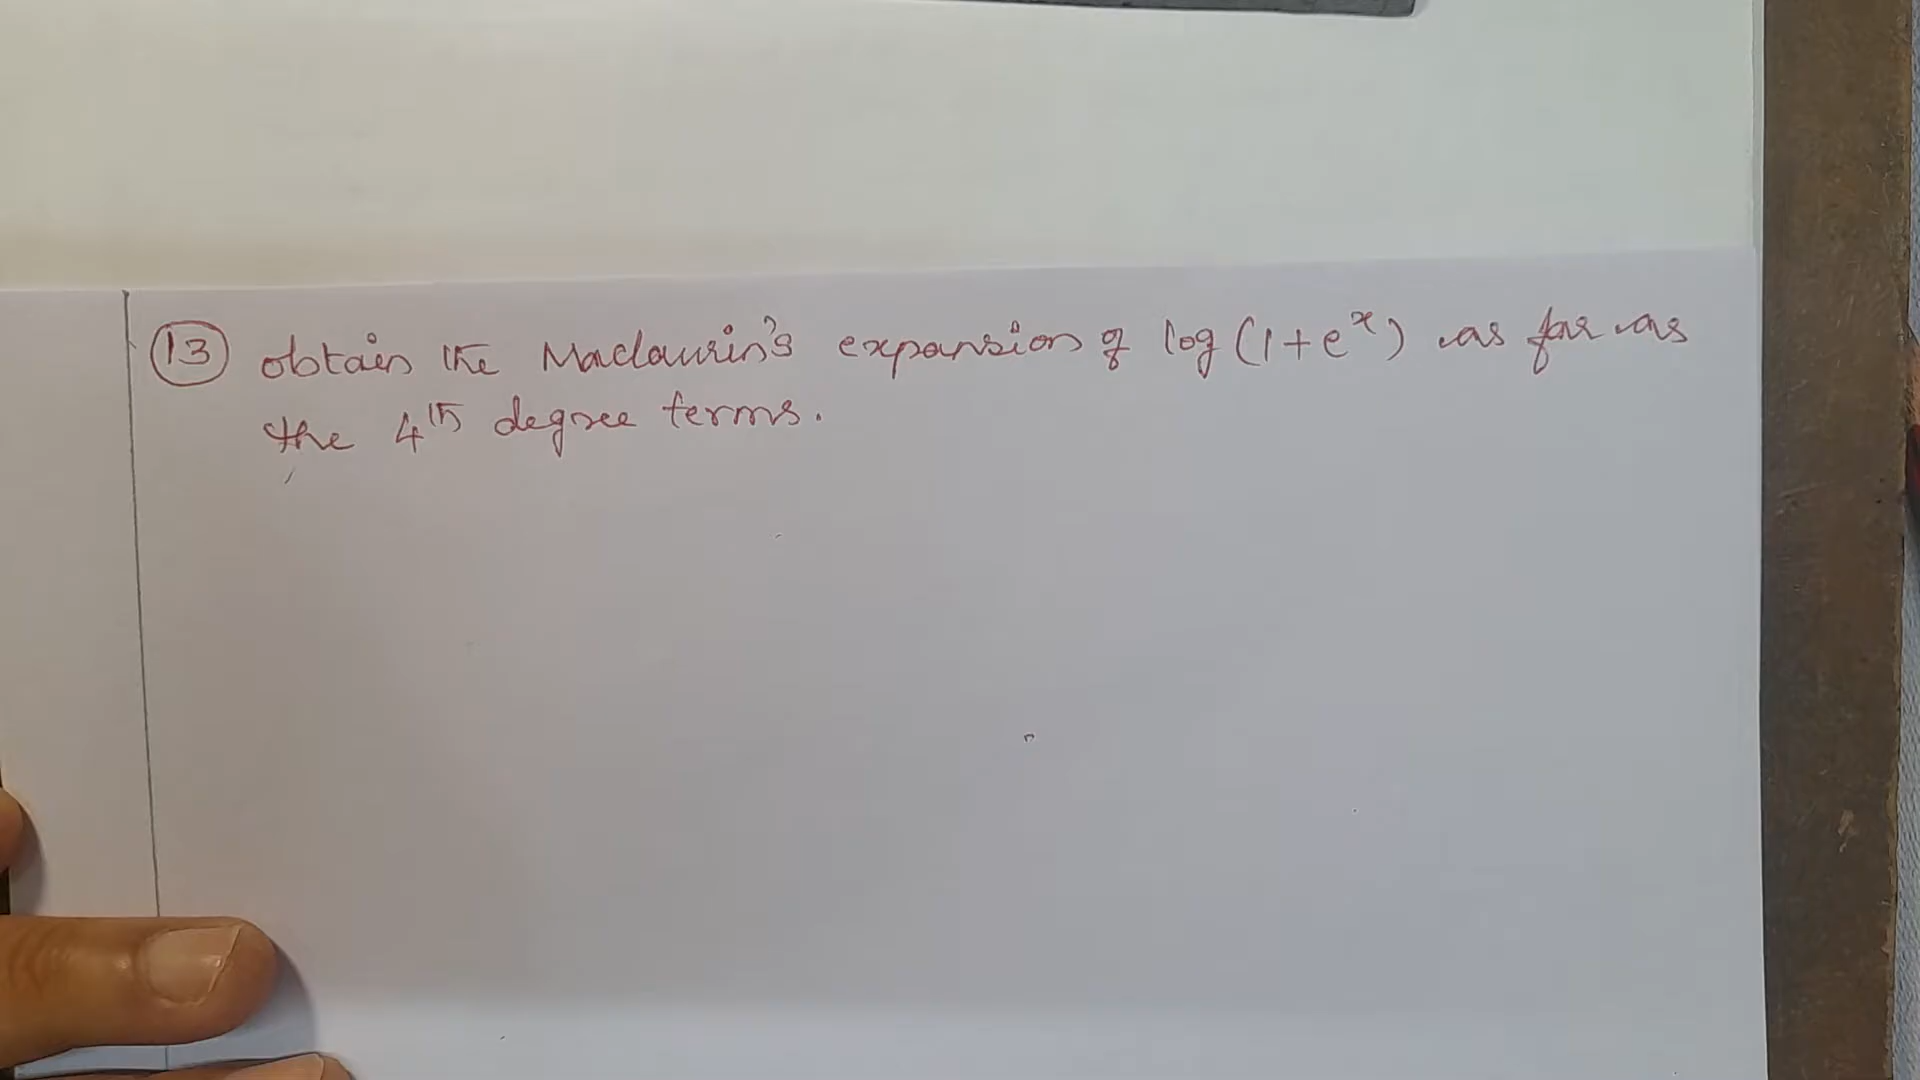 (13) obtain the Maclaurin's expansion of log(1+e^x) as far as
the 4th degree terms.